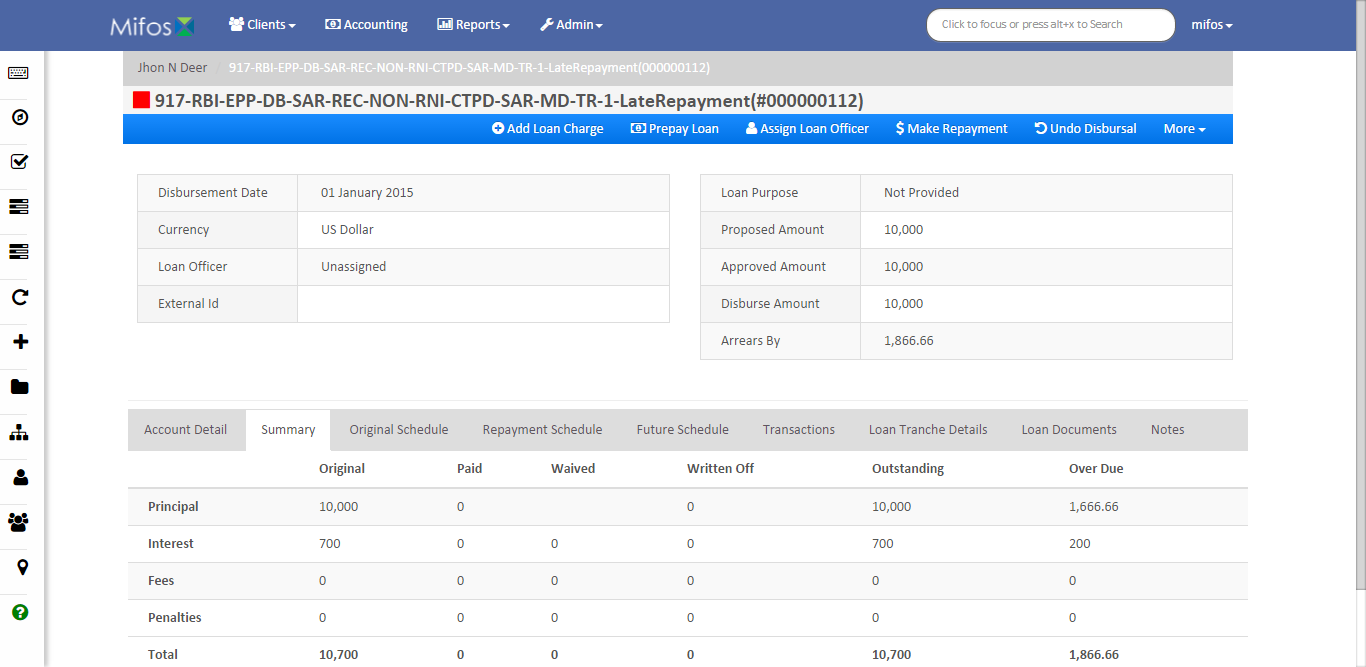 Mifos Clients Accounting Reports Admin Click to focus or press alt+x to Search mifos
Jhon N Deer / 917-RBI-EPP-DB-SAR-REC-NON-RNI-CTPD-SAR-MD-TR-1-LateRepayment(000000112)
917-RBI-EPP-DB-SAR-REC-NON-RNI-CTPD-SAR-MD-TR-1-LateRepayment(#000000112)
Add Loan Charge Prepay Loan Assign Loan Officer $ Make Repayment Undo Disbursal More
Disbursement Date 01 January 2015
Currency US Dollar
Loan Officer Unassigned
External Id
Loan Purpose Not Provided
Proposed Amount 10,000
Approved Amount 10,000
Disburse Amount 10,000
Arrears By 1,866.66
Account Detail Summary Original Schedule Repayment Schedule Future Schedule Transactions Loan Tranche Details Loan Documents Notes
Original Paid Waived Written Off Outstanding Over Due
Principal 10,000 0 0 10,000 1,666.66
Interest 700 0 0 0 700 200
Fees 0 0 0 0 0 0
Penalties 0 0 0 0 0 0
Total 10,700 0 0 0 10,700 1,866.66